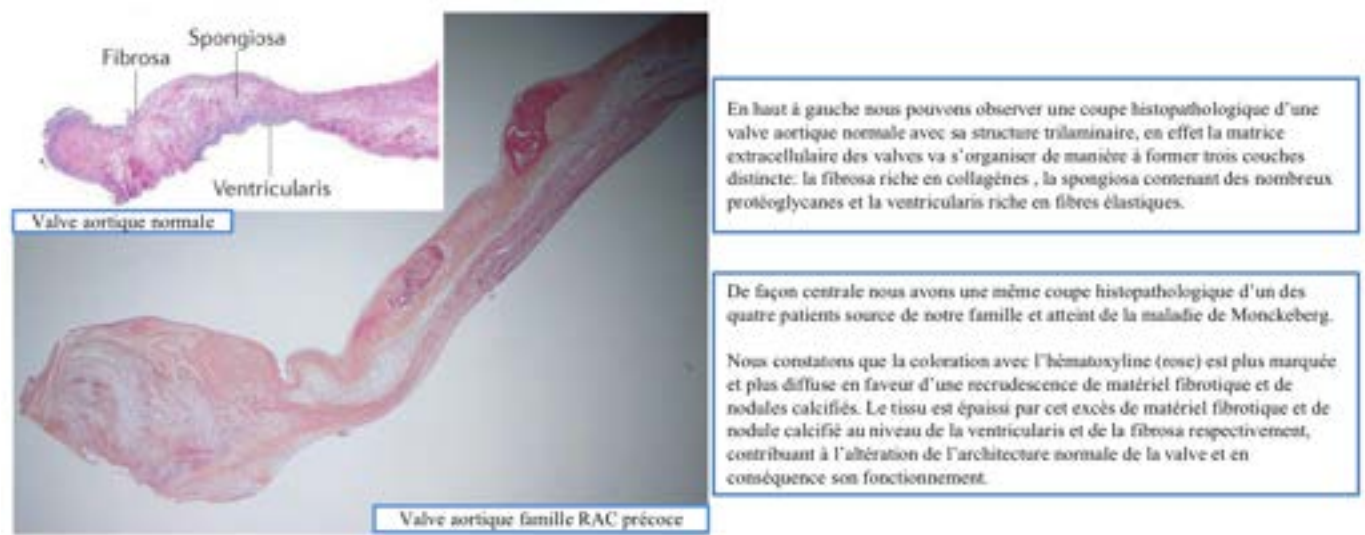 Spongiosa
Fibrosa
Ventricularis
Valve aortique normale
Valve aortique famille RAC précoce
En haut à gauche nous pouvons observer une coupe histopathologique d'une
valve aortique normale avec sa structure trilaminaire, en effet la matrice
extracellulaire des valves va s'organiser de manière à former trois couches
distincte: la fibrosa riche en collagènes , la spongiosa contenant des nombreux
protéoglycanes et la ventricularis riche en fibres élastiques.
De façon centrale nous avons une même coupe histopathologique d'un des
quatre patients source de notre famille et atteint de la maladie de Monckeberg.
Nous constatons que la coloration avec l'hématoxyline (rose) est plus marquée
et plus diffuse en faveur d'une recrudescence de matériel fibrotique et de
nodules calcifiés. Le tissu est épaissi par cet excès de matériel fibrotique et de
nodule calcifié au niveau de la ventricularis et de la fibrosa respectivement,
contribuant à l'altération de l'architecture normale de la valve et en
conséquence son fonctionnement.